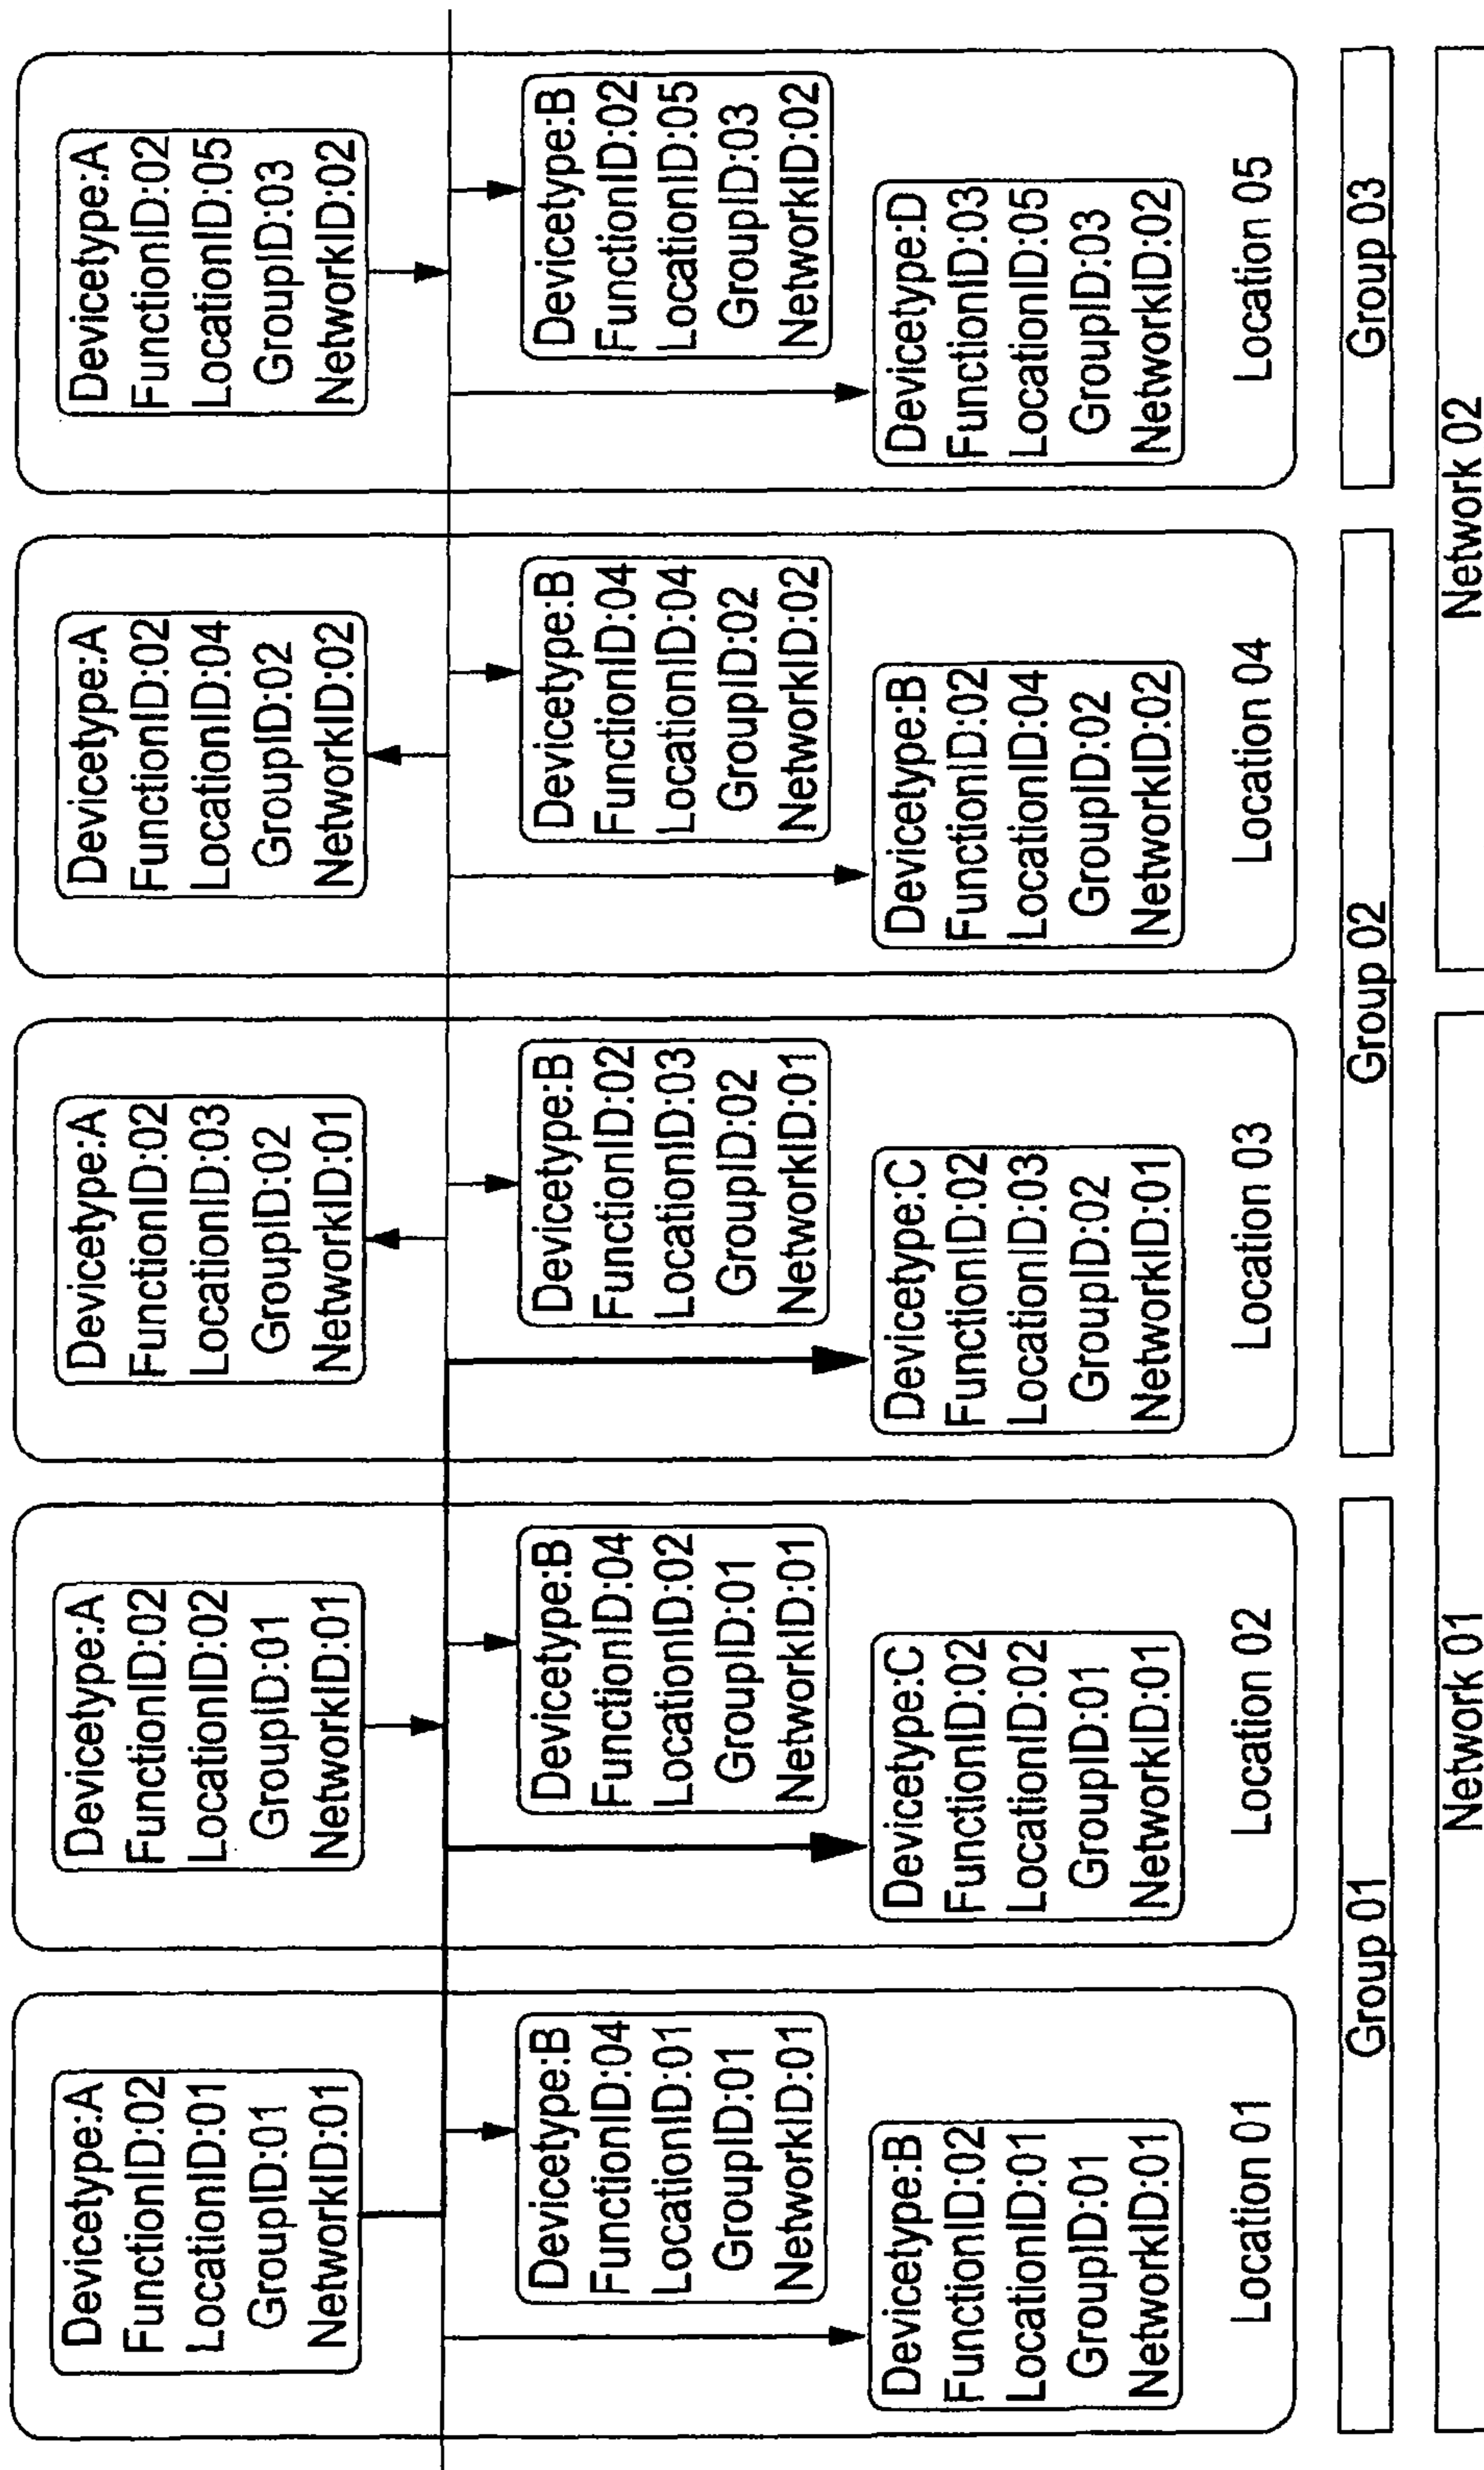 Devicetype:A
FunctionID:02
LocationID:01
GroupID:01
NetworkID:01
Devicetype:B
FunctionID:04
LocationID:01
GroupID:01
NetworkID:01
Devicetype:B
FunctionID:02
LocationID:01
GroupID:01
NetworkID:01
Location 01
Devicetype:A
FunctionID:02
LocationID:02
GroupID:01
NetworkID:01
Devicetype:B
FunctionID:04
LocationID:02
GroupID:01
NetworkID:01
Devicetype:C
FunctionID:02
LocationID:02
GroupID:01
NetworkID:01
Location 02
Devicetype:A
FunctionID:02
LocationID:03
GroupID:02
NetworkID:01
Devicetype:B
FunctionID:02
LocationID:03
GroupID:02
NetworkID:01
Devicetype:C
FunctionID:02
LocationID:03
GroupID:02
NetworkID:01
Location 03
Devicetype:A
FunctionID:02
LocationID:04
GroupID:02
NetworkID:02
Devicetype:B
FunctionID:04
LocationID:04
GroupID:02
NetworkID:02
Devicetype:B
FunctionID:02
LocationID:04
GroupID:02
NetworkID:02
Location 04
Devicetype:A
FunctionID:02
LocationID:05
GroupID:03
NetworkID:02
Devicetype:B
FunctionID:02
LocationID:05
GroupID:03
NetworkID:02
Devicetype:D
FunctionID:03
LocationID:05
GroupID:03
NetworkID:02
Location 05
Group 01
Group 02
Group 03
Network 01
Network 02